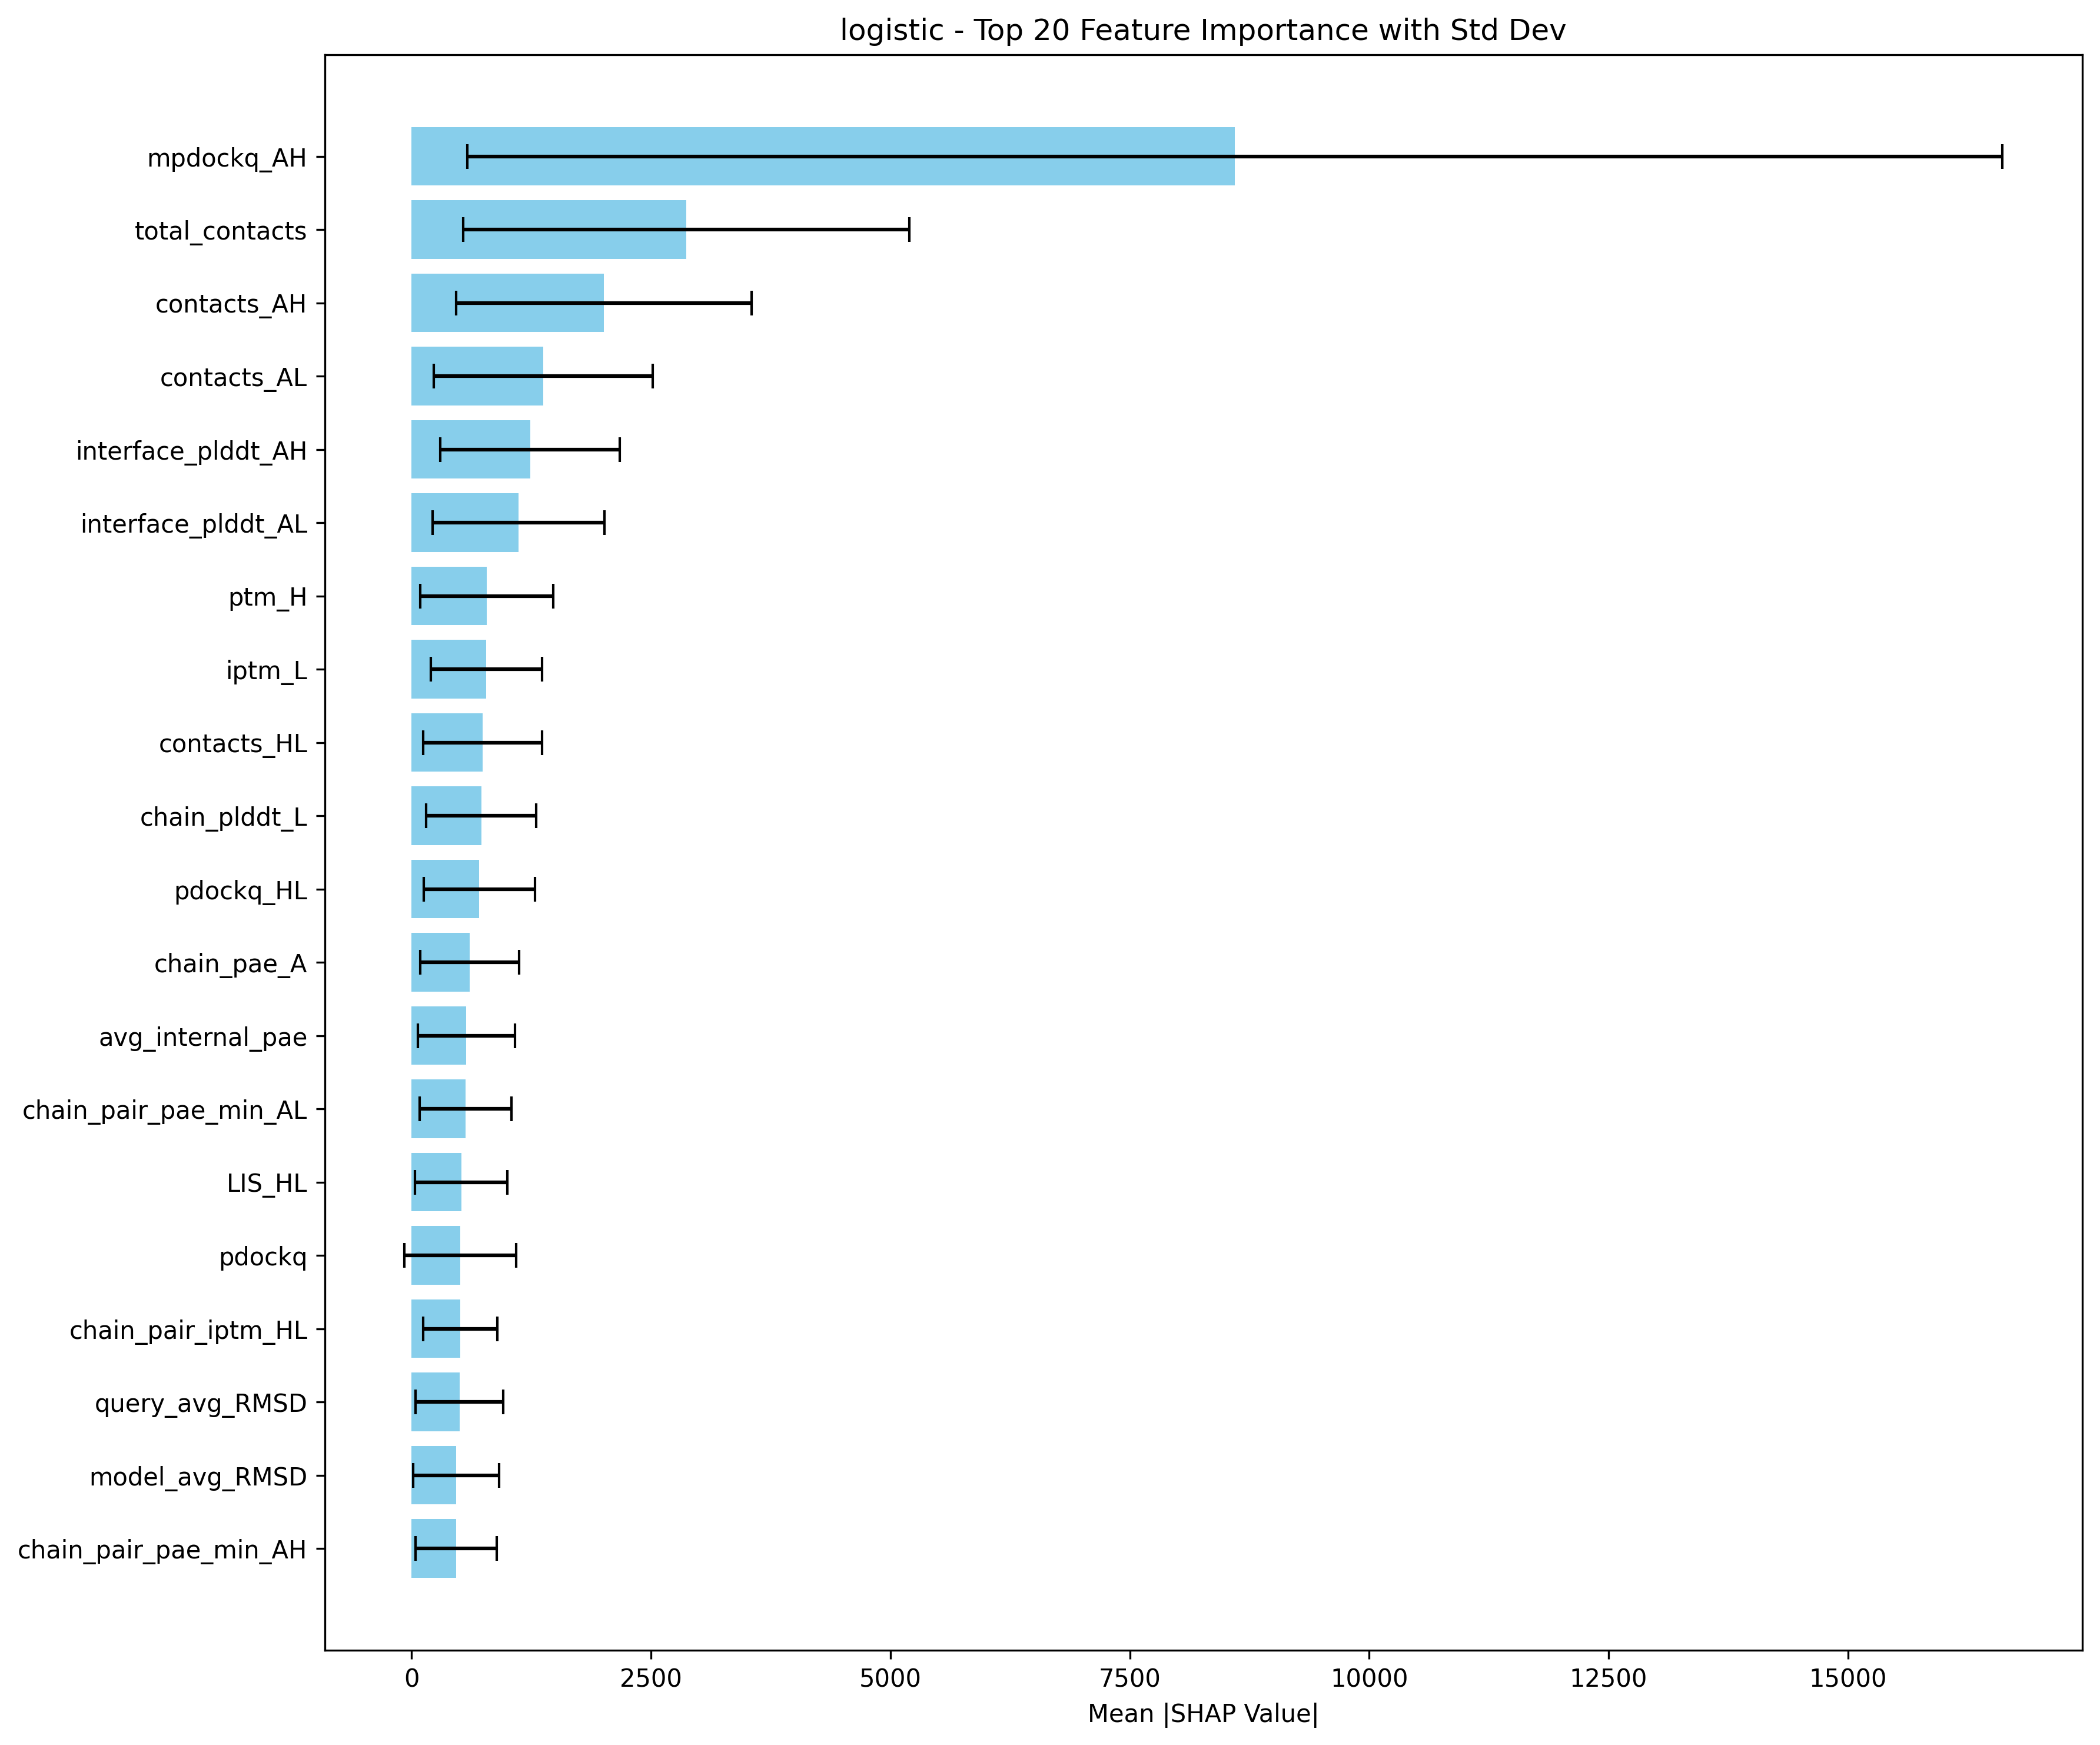 logistic - Top 20 Feature Importance with Std Dev
mpdockq_AH
total_contacts
contacts_AH
contacts_AL
interface_plddt_AH
interface_plddt_AL
ptm_H
iptm_L
contacts_HL
chain_plddt_L
pdockq_HL
chain_pae_A
avg_internal_pae
chain_pair_pae_min_AL
LIS_HL
pdockq
chain_pair_iptm_HL
query_avg_RMSD
model_avg_RMSD
chain_pair_pae_min_AH
0 2500 5000 7500 10000 12500 15000
Mean |SHAP Value|